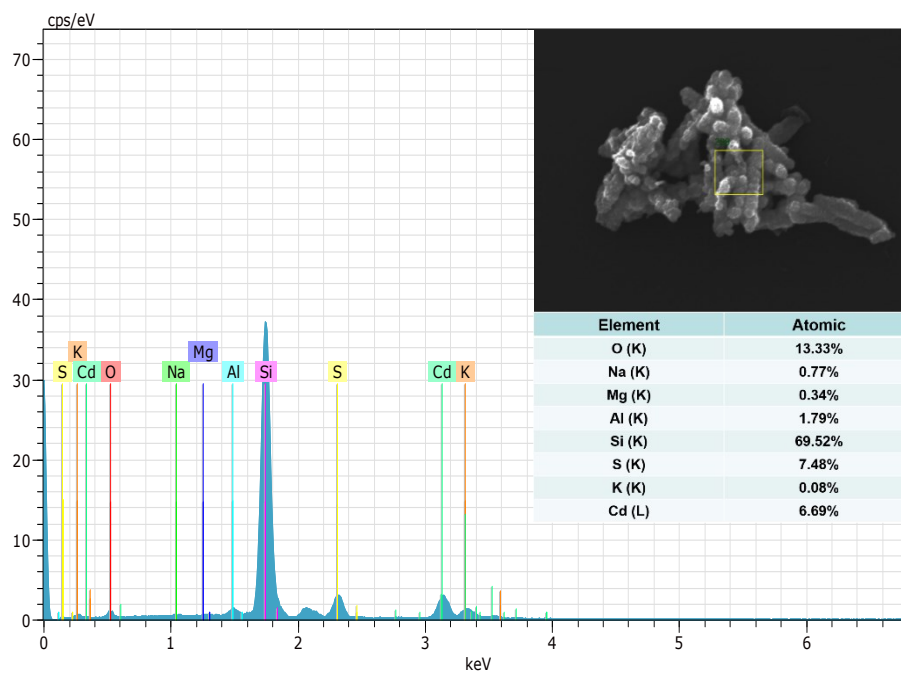 cps/eV
70
60
50
40
30
20
10
0
K Mg
S Cd O Na Al Si S Cd K
0 1 2 3 4 5 6
keV
Element Atomic
O (K) 13.33%
Na (K) 0.77%
Mg (K) 0.34%
Al (K) 1.79%
Si (K) 69.52%
S (K) 7.48%
K (K) 0.08%
Cd (L) 6.69%